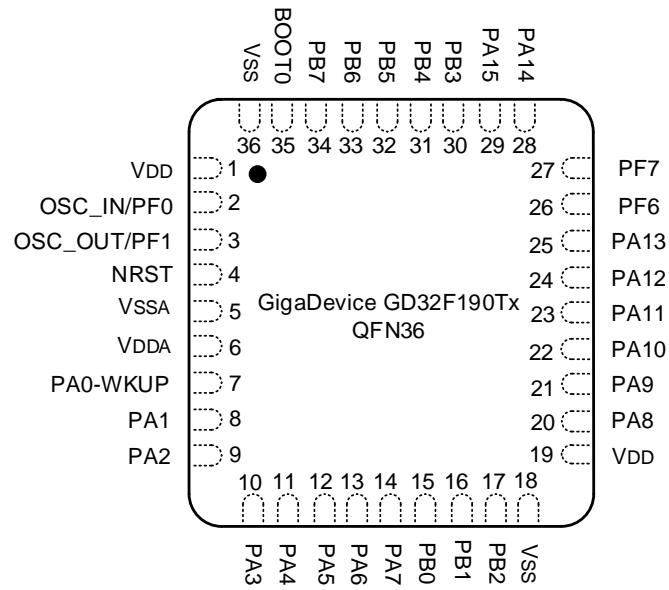 VSS BOOT0 PB7 PB6 PB5 PB4 PB3 PA15 PA14
36 35 34 33 32 31 30 29 28
VDD 1 27 PF7
OSC_IN/PF0 2 26 PF6
OSC_OUT/PF1 3 25 PA13
NRST 4 24 PA12
VSSA 5 GigaDevice GD32F190Tx 23 PA11
QFN36
VDDA 6 22 PA10
PA0-WKUP 7 21 PA9
PA1 8 20 PA8
PA2 9 19 VDD
10 11 12 13 14 15 16 17 18
PA3 PA4 PA5 PA6 PA7 PB0 PB1 PB2 VSS